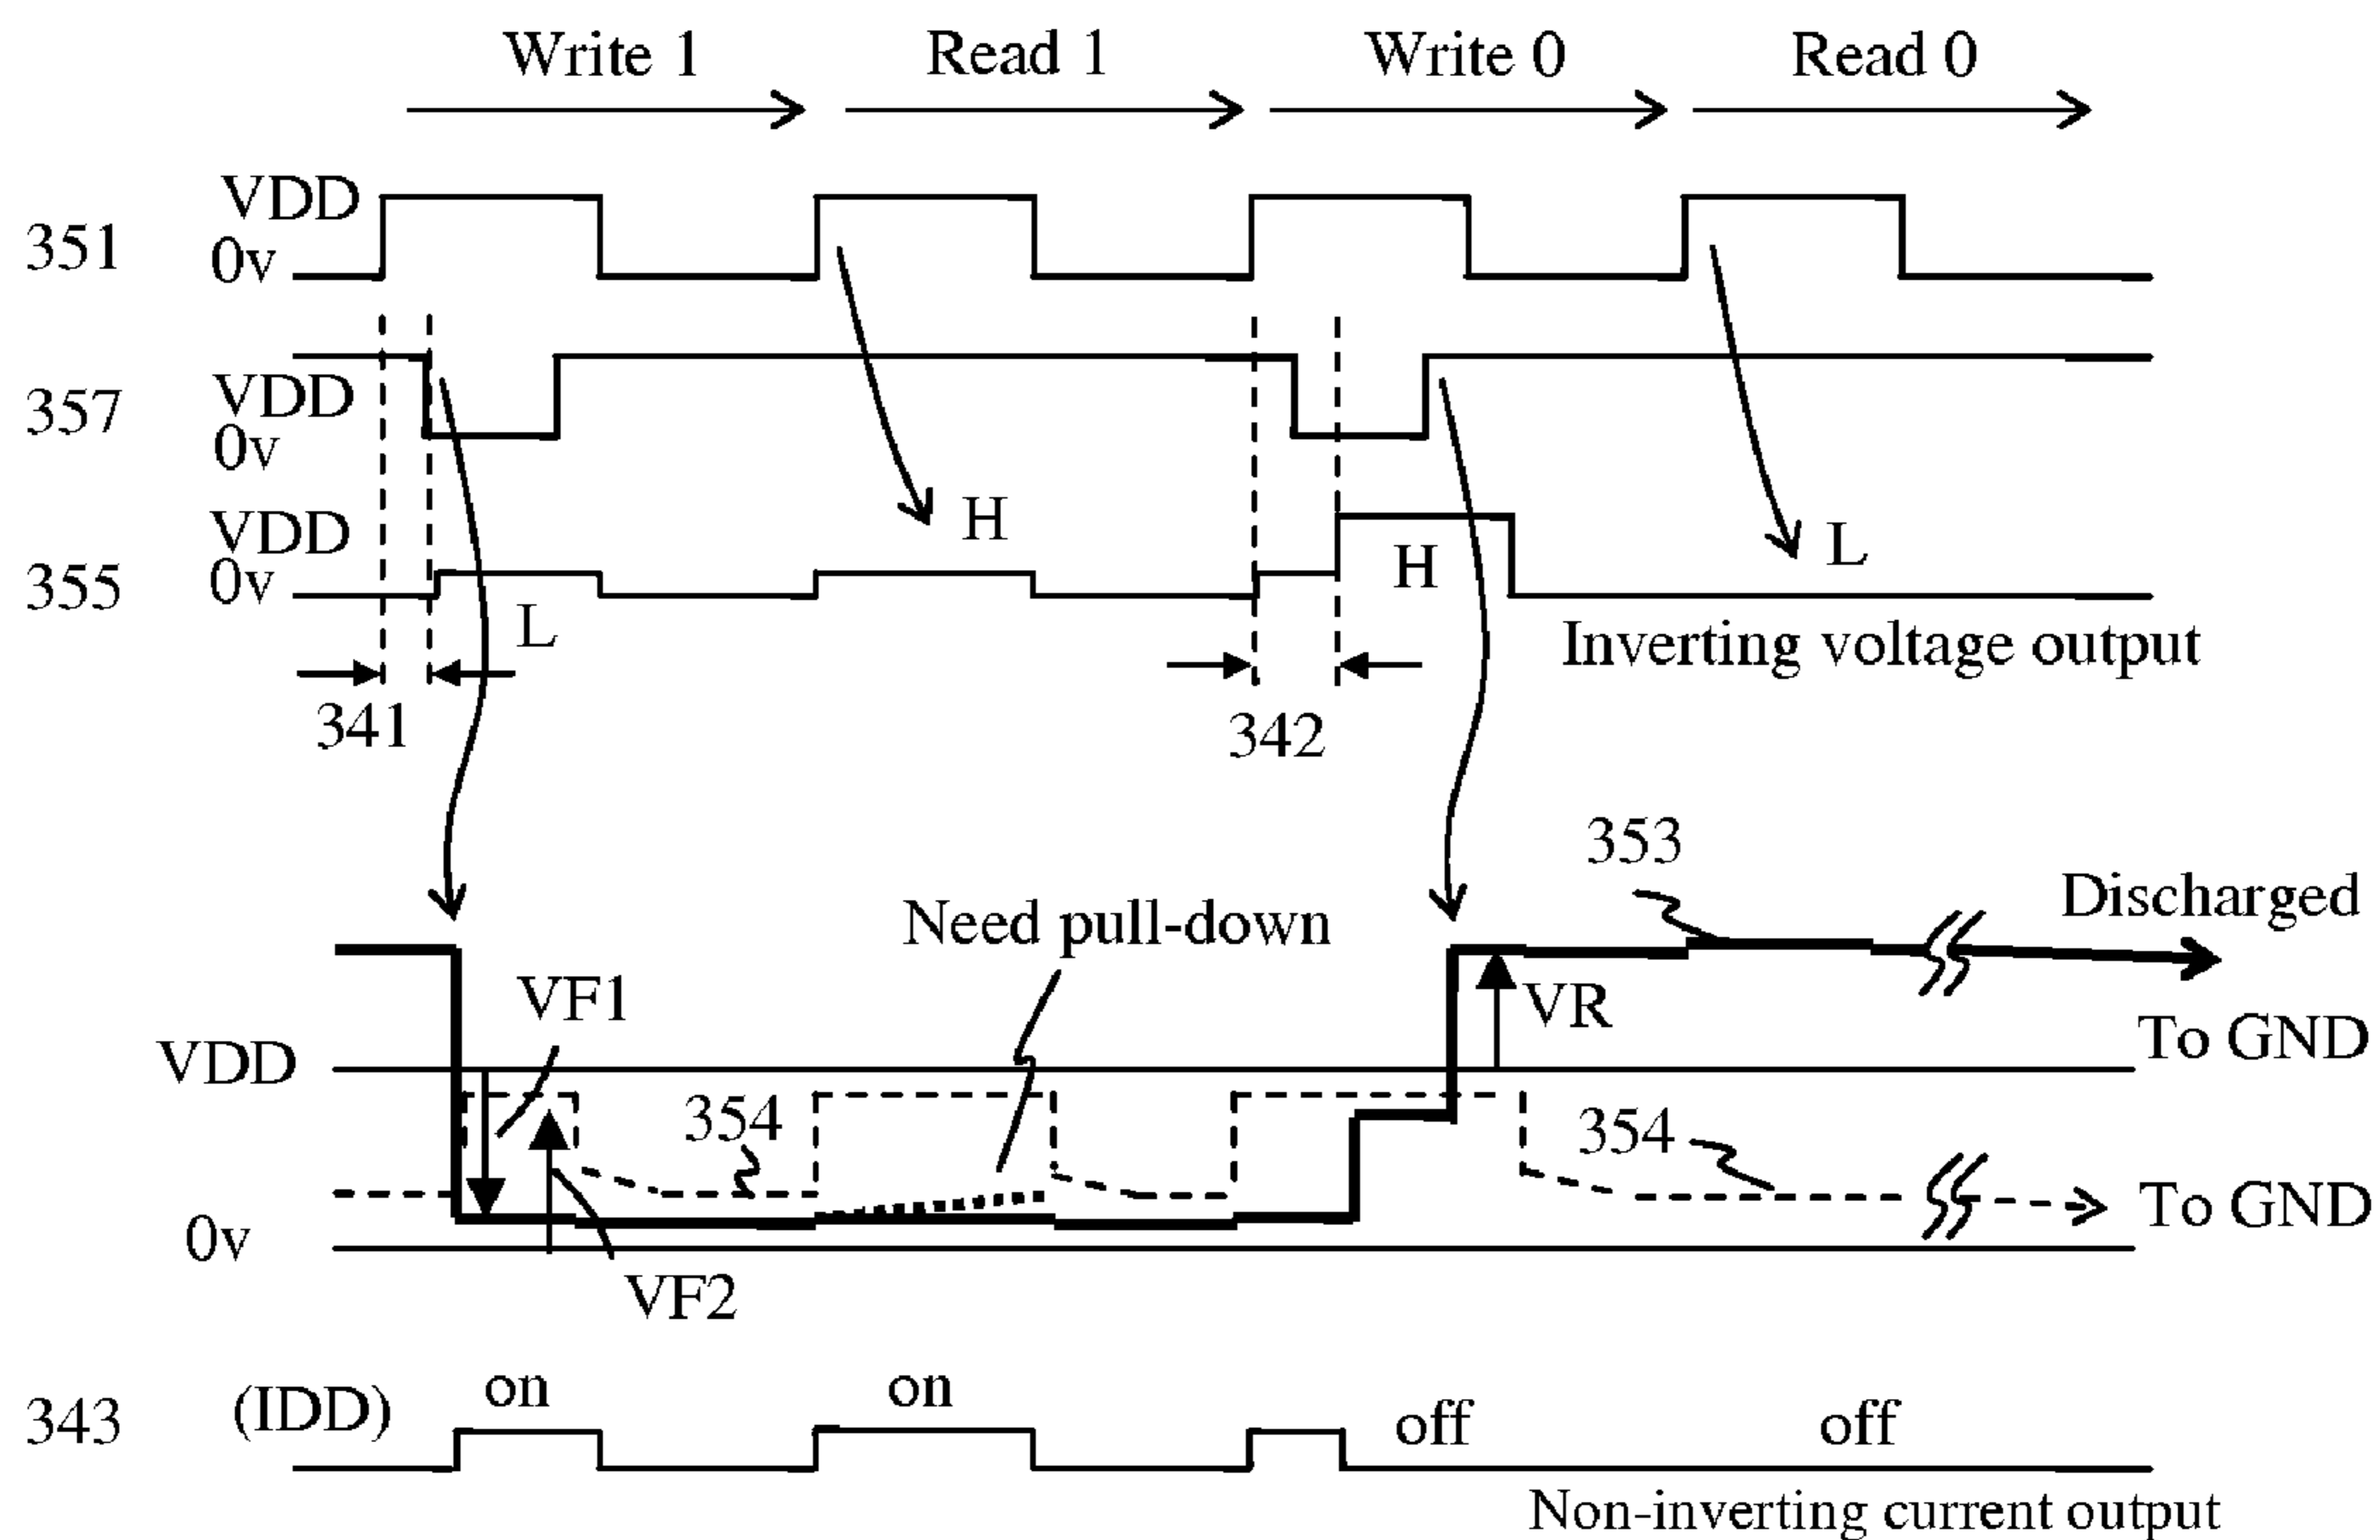 Write 1 Read 1 Write 0 Read 0
VDD
351 0v
357 VDD
0v
VDD H
355 0v H L
L Inverting voltage output
341 342
353
Need pull-down Discharged
VF1 VR
VDD To GND
354 354
0v To GND
VF2
343 (IDD) on on off off
Non-inverting current output